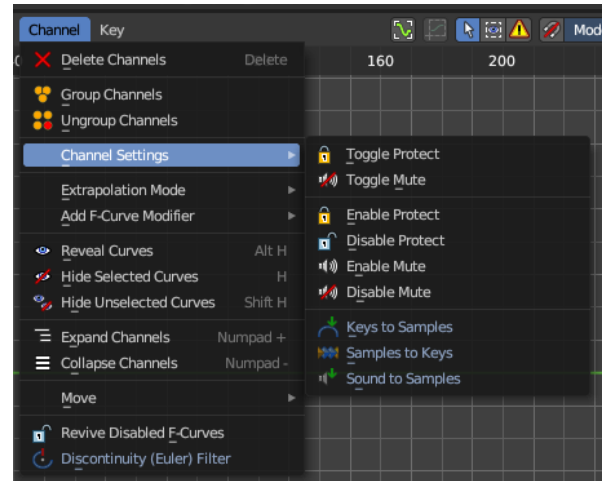 Channel Key Mod
160 200
Delete Channels Delete
Group Channels
Ungroup Channels
Channel Settings
Extrapolation Mode
Add F-Curve Modifier
Reveal Curves Alt H
Hide Selected Curves H
Hide Unselected Curves Shift H
Expand Channels Numpad +
Collapse Channels Numpad -
Move
Revive Disabled F-Curves
Discontinuity (Euler) Filter
Toggle Protect
Toggle Mute
Enable Protect
Disable Protect
Enable Mute
Disable Mute
Keys to Samples
Samples to Keys
Sound to Samples